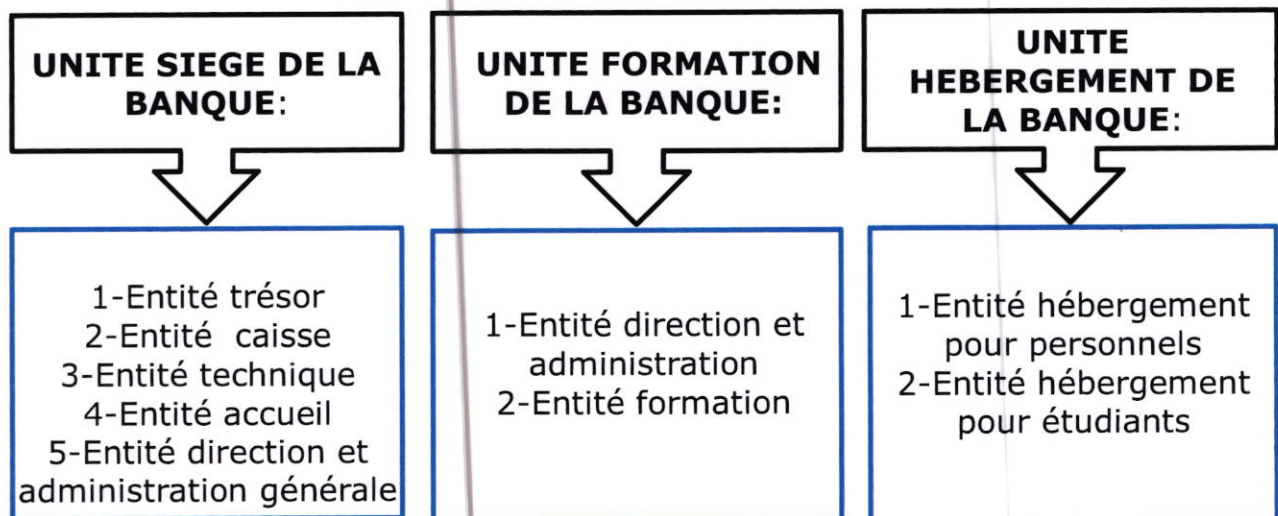 UNITE SIEGE DE LA
BANQUE:
1-Entité trésor
2-Entité caisse
3-Entité technique
4-Entité accueil
5-Entité direction et
administration générale
UNITE FORMATION
DE LA BANQUE:
1-Entité direction et
administration
2-Entité formation
UNITE
HEBERGEMENT DE
LA BANQUE:
1-Entité hébergement
pour personnels
2-Entité hébergement
pour étudiants